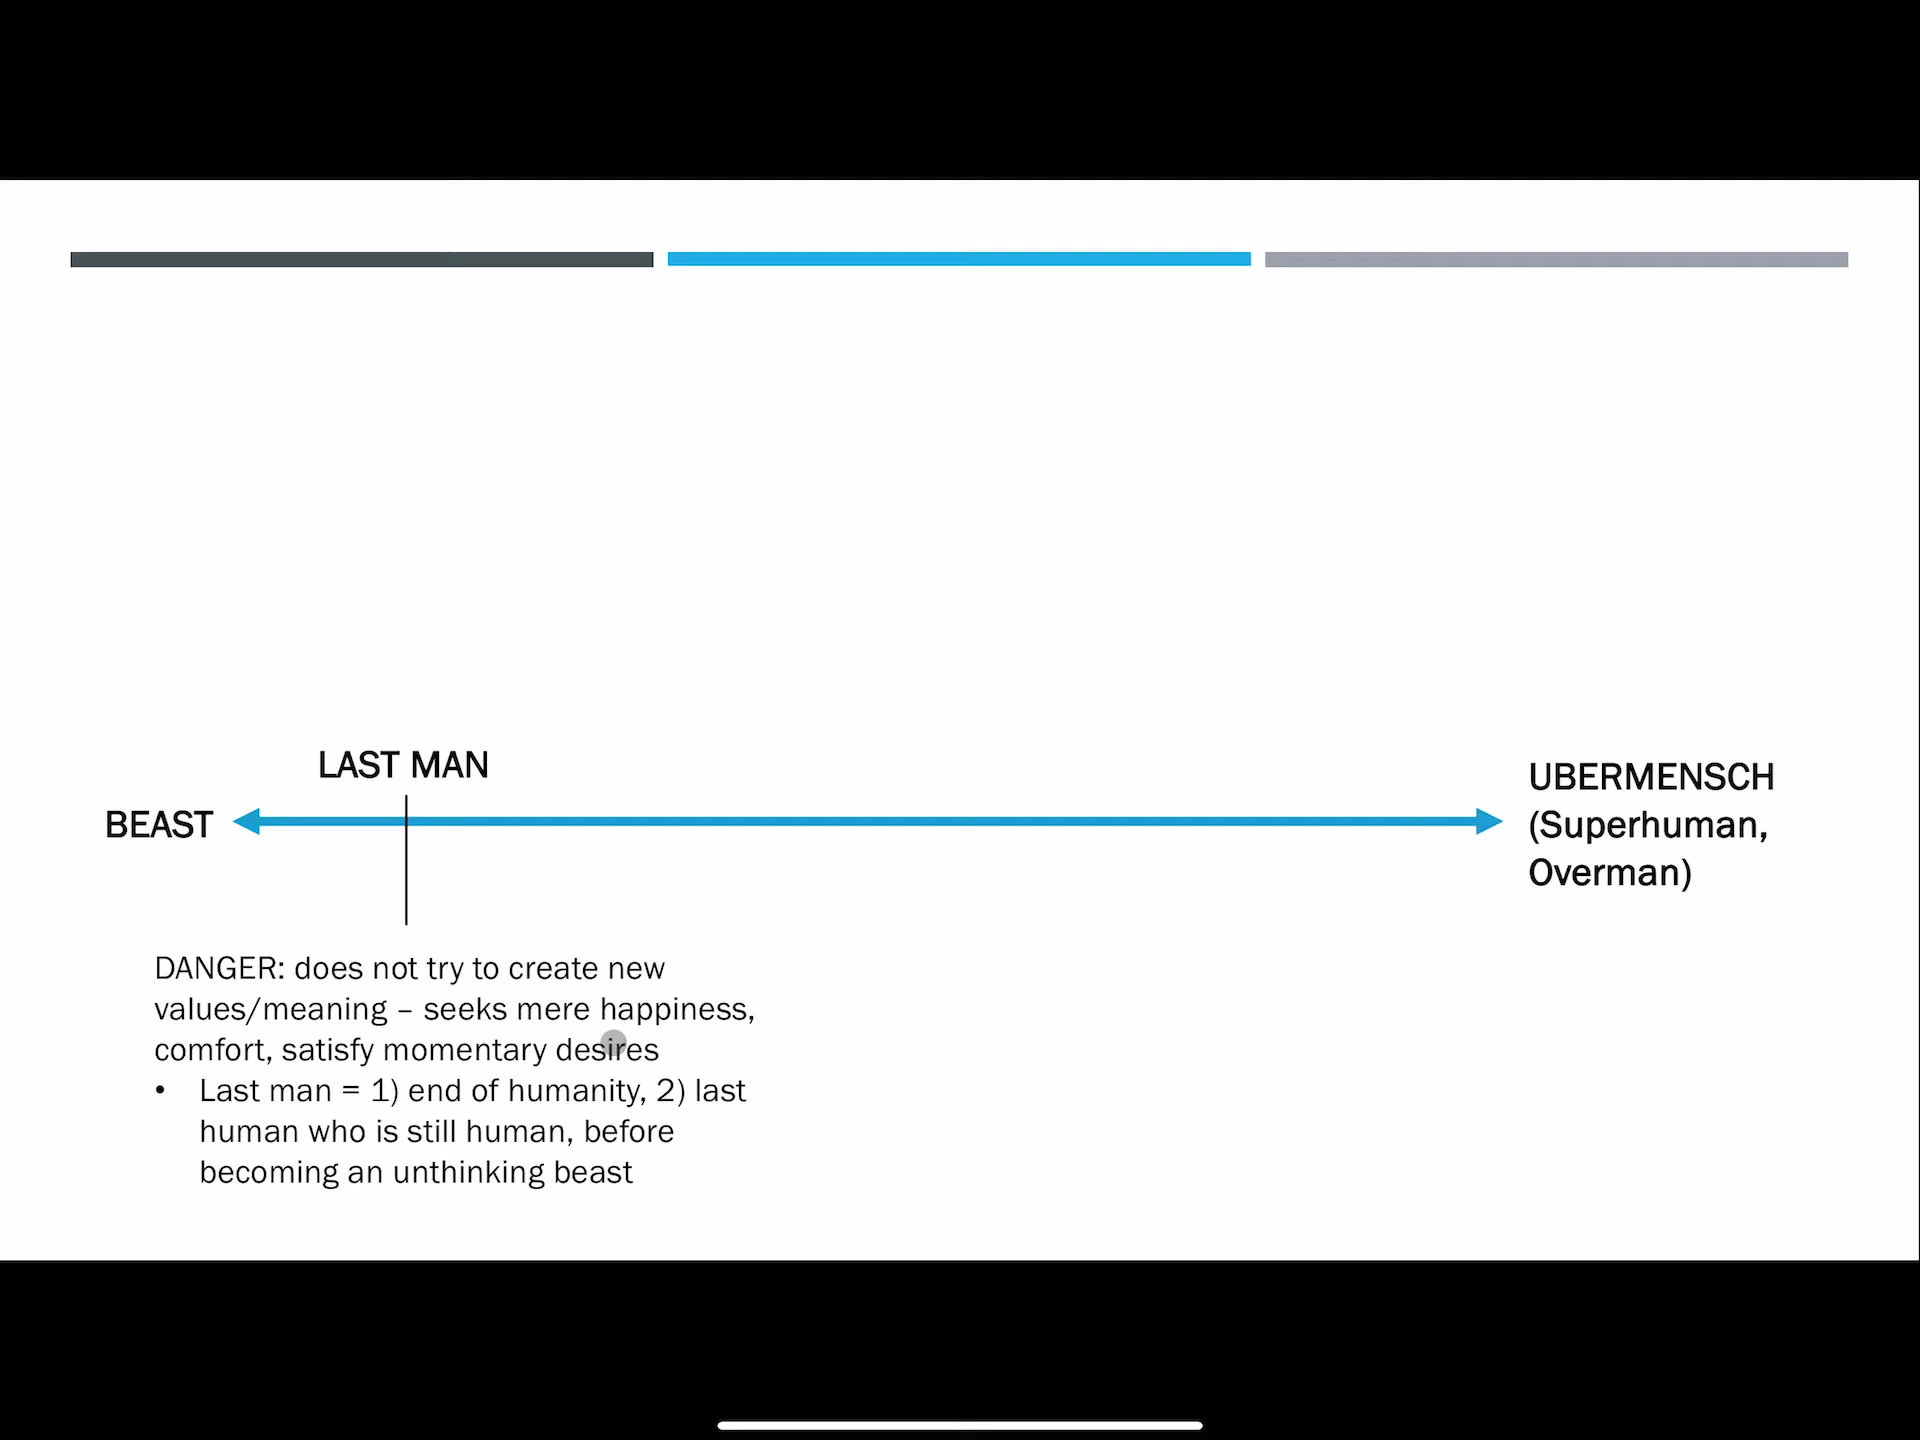 LAST MAN
BEAST
UBERMENSCH
(Superhuman,
Overman)
DANGER: does not try to create new
values/meaning – seeks mere happiness,
comfort, satisfy momentary desires
• Last man = 1) end of humanity, 2) last
human who is still human, before
becoming an unthinking beast